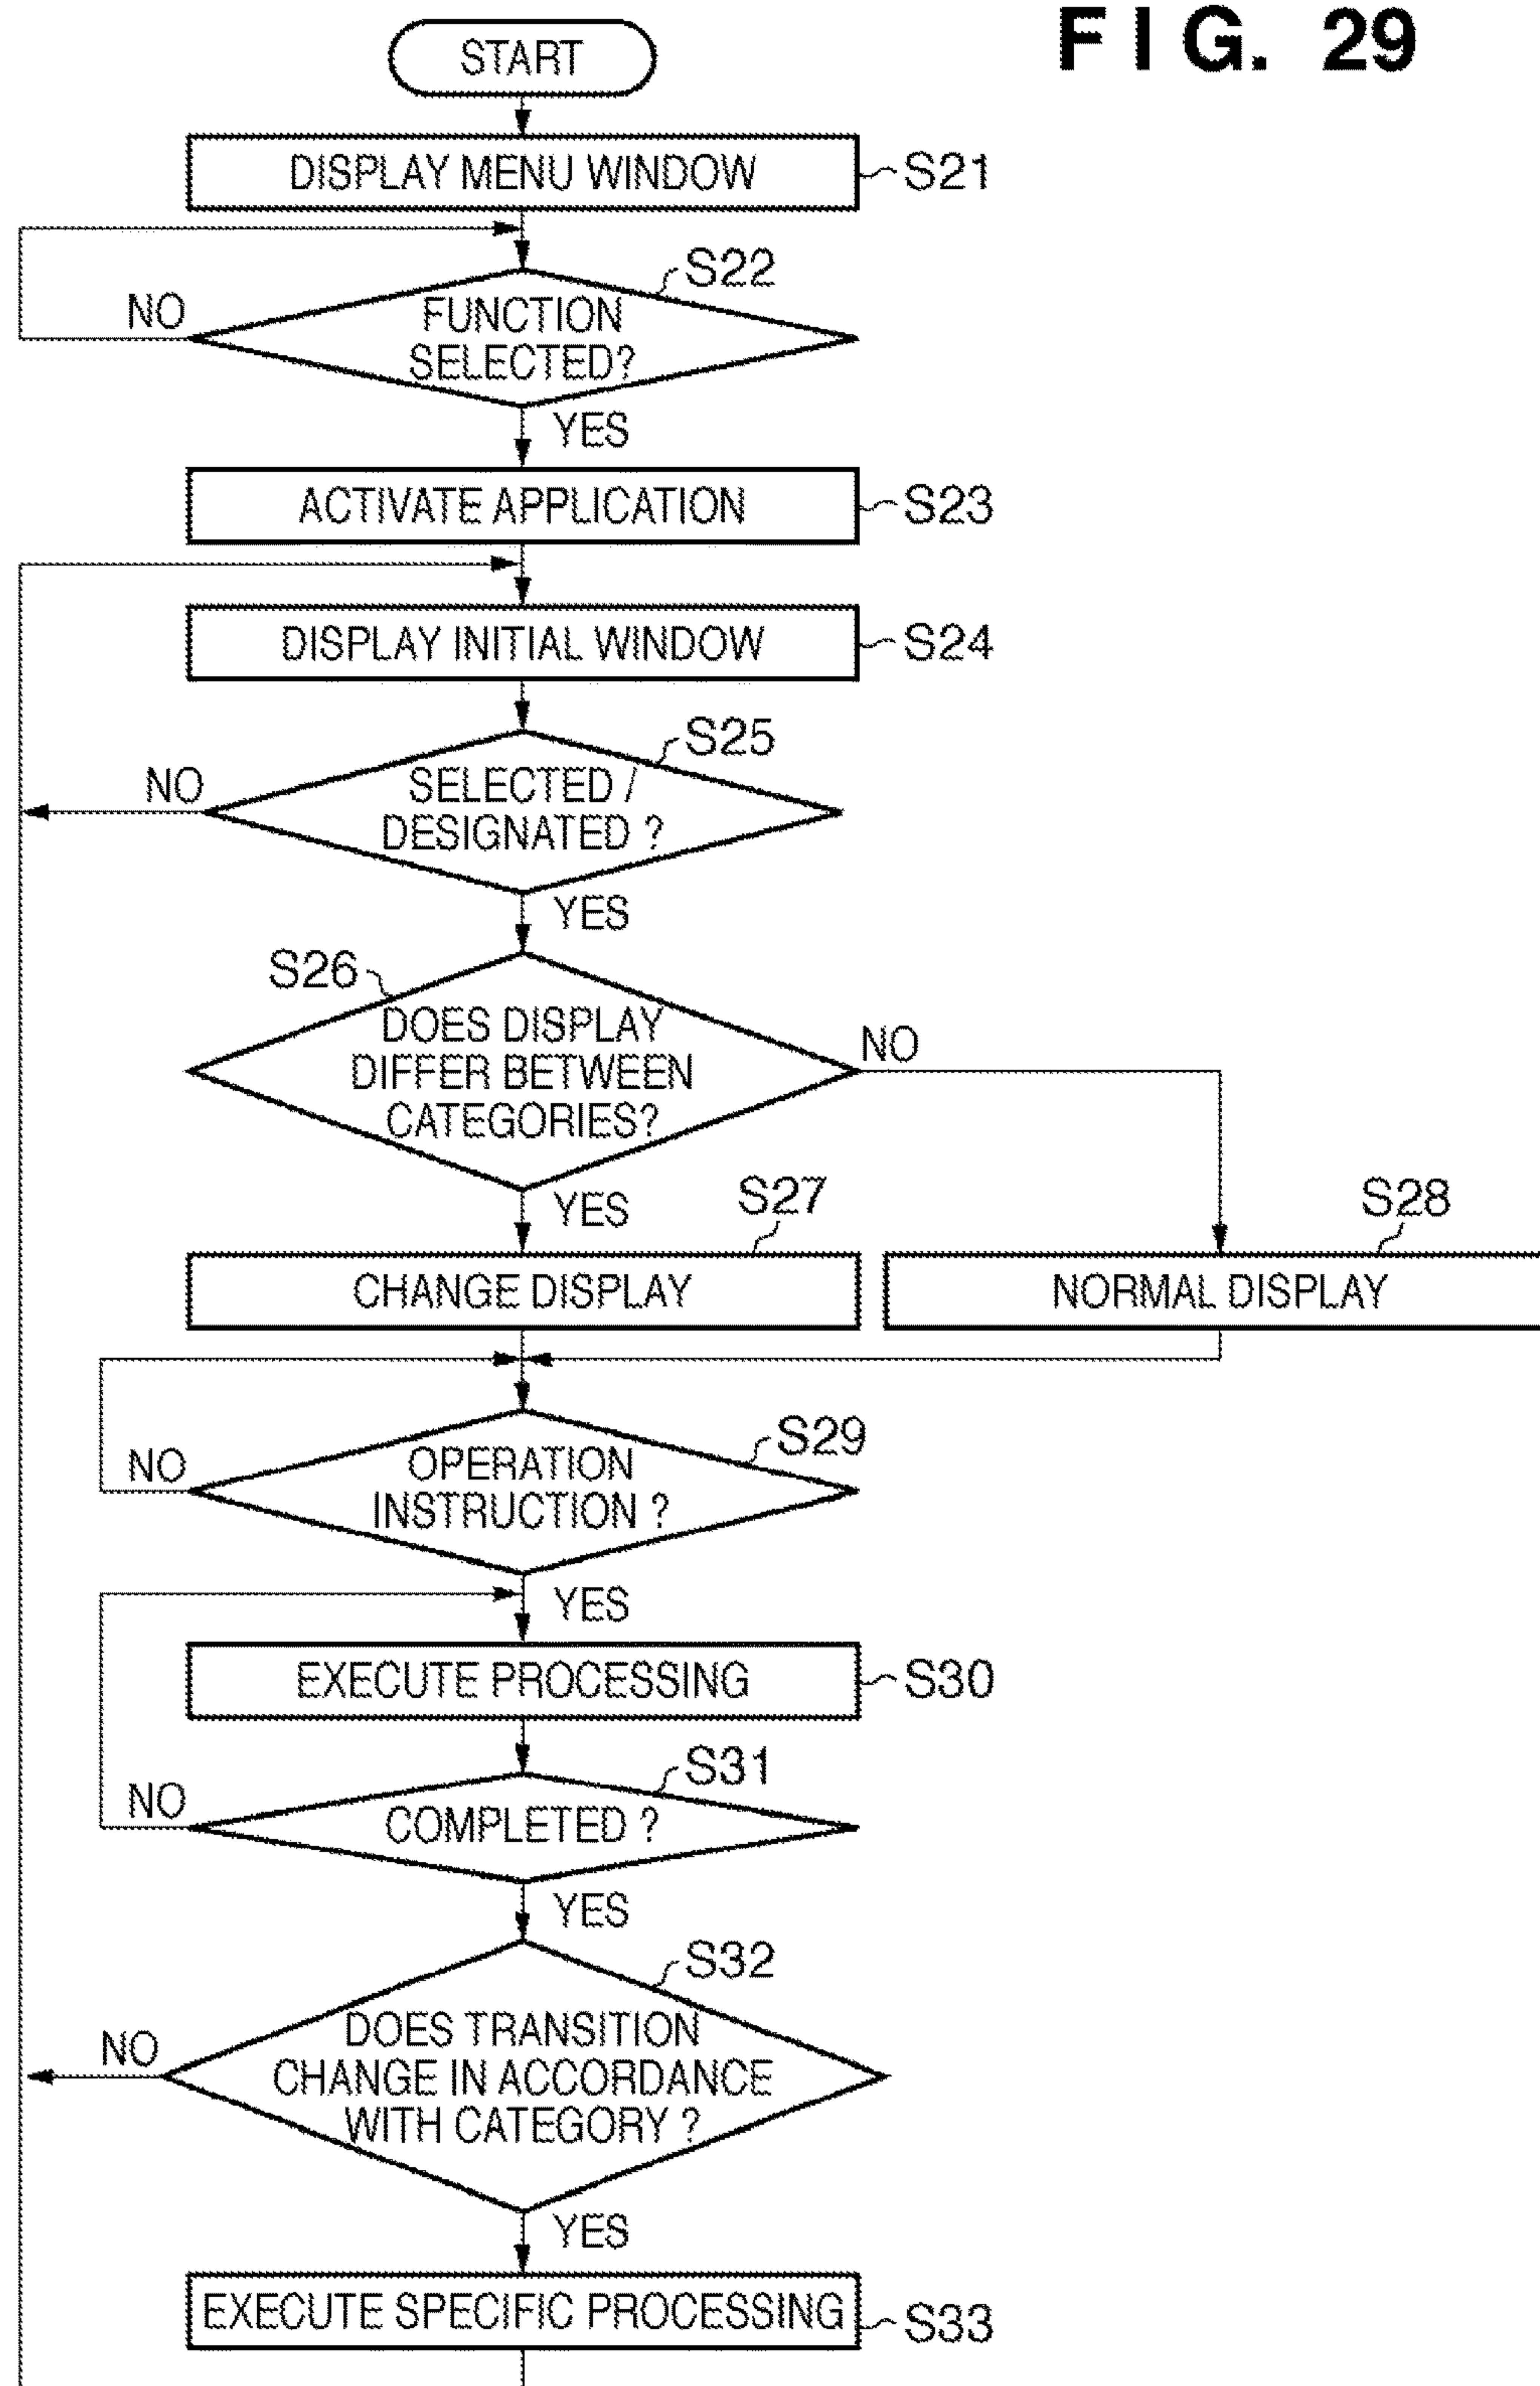 FIG. 29
START
DISPLAY MENU WINDOW
S21
S22
NO
FUNCTION
SELECTED?
YES
ACTIVATE APPLICATION
S23
DISPLAY INITIAL WINDOW
S24
S25
NO
SELECTED /
DESIGNATED ?
YES
S26
DOES DISPLAY
DIFFER BETWEEN
CATEGORIES?
NO
YES
S27
S28
CHANGE DISPLAY
NORMAL DISPLAY
S29
NO
OPERATION
INSTRUCTION ?
YES
EXECUTE PROCESSING
S30
S31
NO
COMPLETED ?
YES
S32
NO
DOES TRANSITION
CHANGE IN ACCORDANCE
WITH CATEGORY ?
YES
EXECUTE SPECIFIC PROCESSING
S33